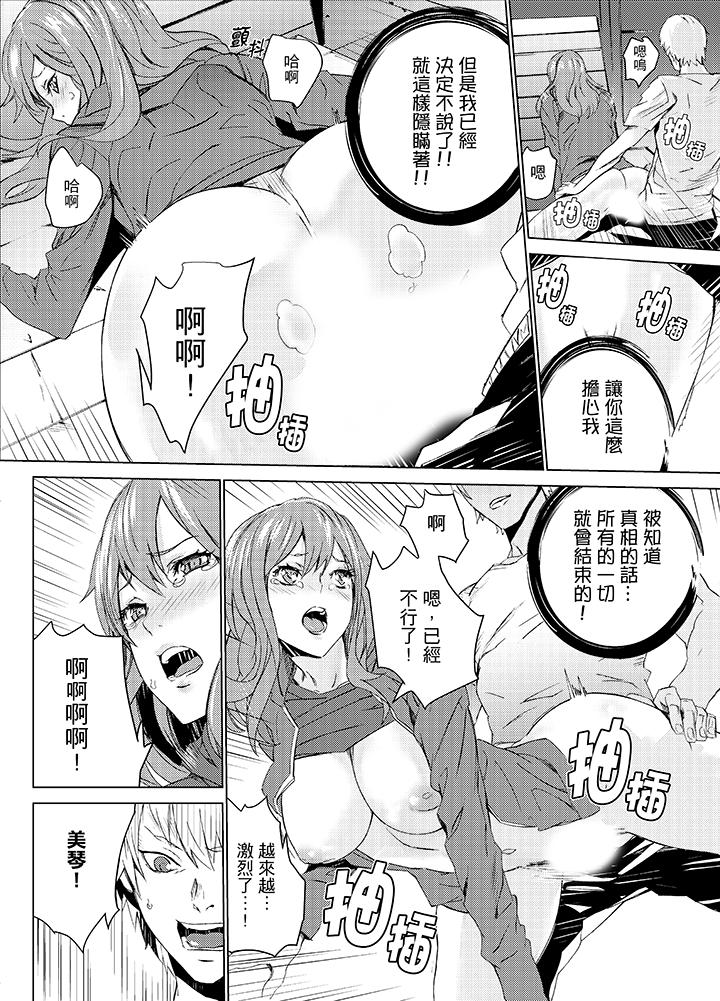 嗯嗚
抽插
嗯
抽插
抽插
抽插
讓你這麼
擔心我
但是我已經
決定不說了!!
就這樣隱瞞著!!
顫抖
哈啊
哈啊
啊啊！
抽插
被知道
真相的話…
所有的一切
就會結束的！
啊
嗯，已經
不行了！
抽插
越來越…
激烈了…！
抽插
啊啊啊啊！
美琴！